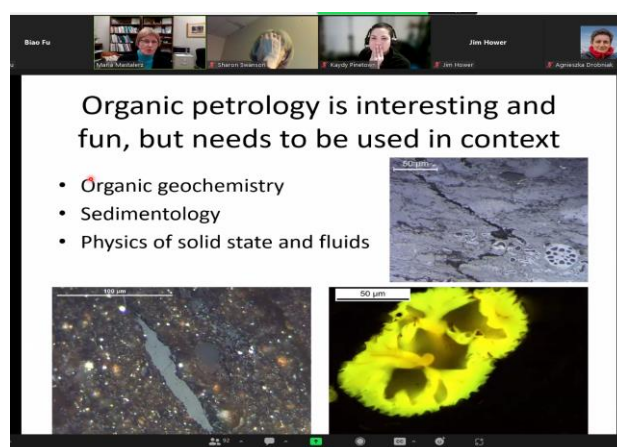 Biao Fu
Maria Mastalerz
Sharon Swanson
Kaydy Pinetown
Jim Hower
Jim Hower
Agnieszka Drobniak
Organic petrology is interesting and
fun, but needs to be used in context
• Organic geochemistry
• Sedimentology
• Physics of solid state and fluids
50 µm
100 µm
50 µm
92